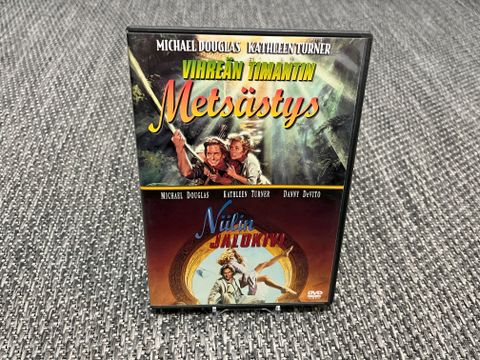 MICHAEL DOUGLAS KATHLEEN TURNER
VIHREÄN TIMANTIN
Metsästys
MICHAEL DOUGLAS KATHLEEN TURNER DANNY DEVITO
Niilin
JALOKIVI
DVD